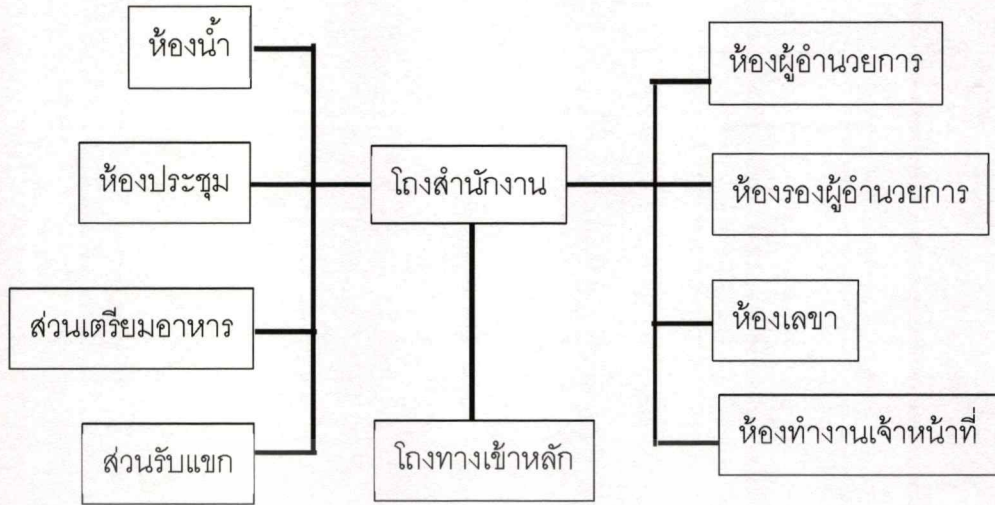 ห้องน้ำ
ห้องประชุม
ส่วนเตรียมอาหาร
ส่วนรับแขก
โถงสำนักงาน
โถงทางเข้าหลัก
ห้องผู้อำนวยการ
ห้องรองผู้อำนวยการ
ห้องเลขา
ห้องทำงานเจ้าหน้าที่